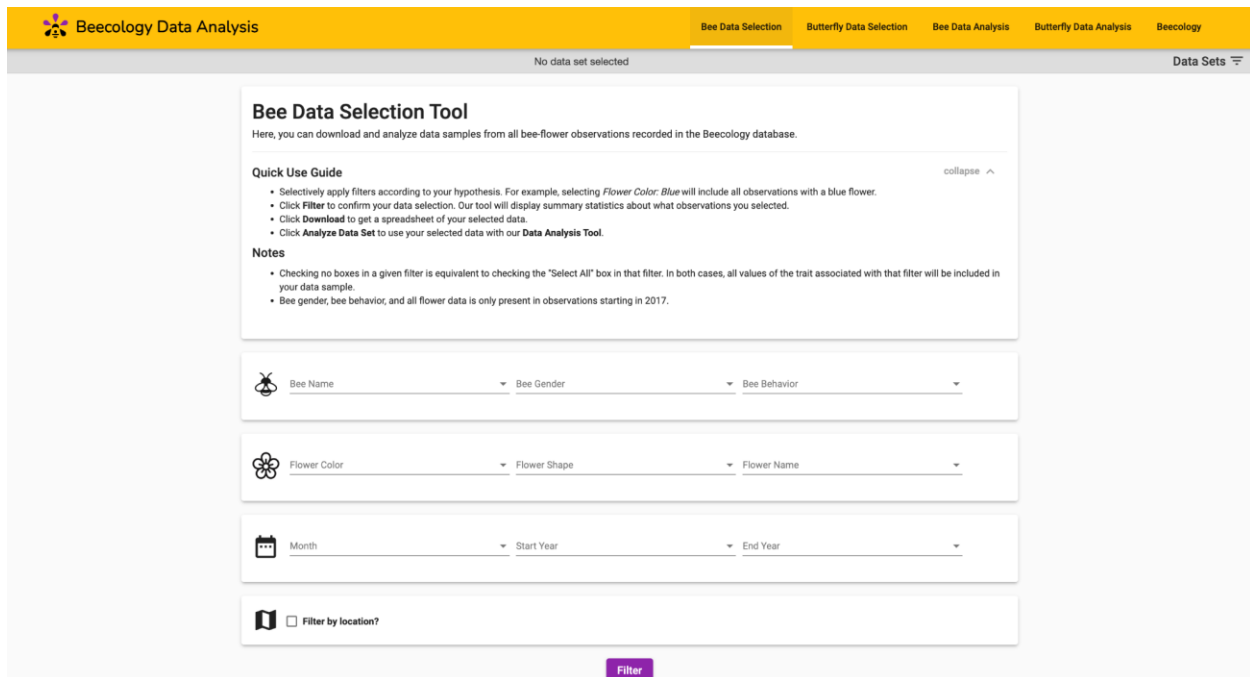 Beecology Data Analysis
Bee Data Selection
Butterfly Data Selection
Bee Data Analysis
Butterfly Data Analysis
Beecology
No data set selected
Data Sets
Bee Data Selection Tool
Here, you can download and analyze data samples from all bee-flower observations recorded in the Beecology database.
Quick Use Guide
collapse
• Selectively apply filters according to your hypothesis. For example, selecting Flower Color: Blue will include all observations with a blue flower.
• Click Filter to confirm your data selection. Our tool will display summary statistics about what observations you selected.
• Click Download to get a spreadsheet of your selected data.
• Click Analyze Data Set to use your selected data with our Data Analysis Tool.
Notes
• Checking no boxes in a given filter is equivalent to checking the "Select All" box in that filter. In both cases, all values of the trait associated with that filter will be included in
your data sample.
• Bee gender, bee behavior, and all flower data is only present in observations starting in 2017.
Bee Name
Bee Gender
Bee Behavior
Flower Color
Flower Shape
Flower Name
Month
Start Year
End Year
Filter by location?
Filter